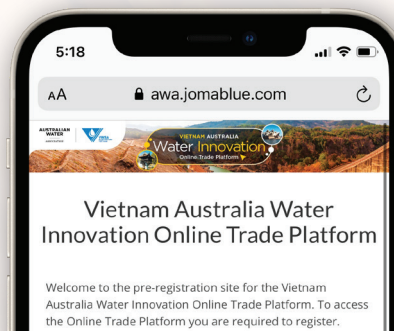 5:18
AA awa.jomablue.com
AUSTRALIAN
WATER
VIETNAM AUSTRALIA
Water Innovation
Online Trade Platform
Vietnam Australia Water
Innovation Online Trade Platform
Welcome to the pre-registration site for the Vietnam
Australia Water Innovation Online Trade Platform. To access
the Online Trade Platform you are required to register.